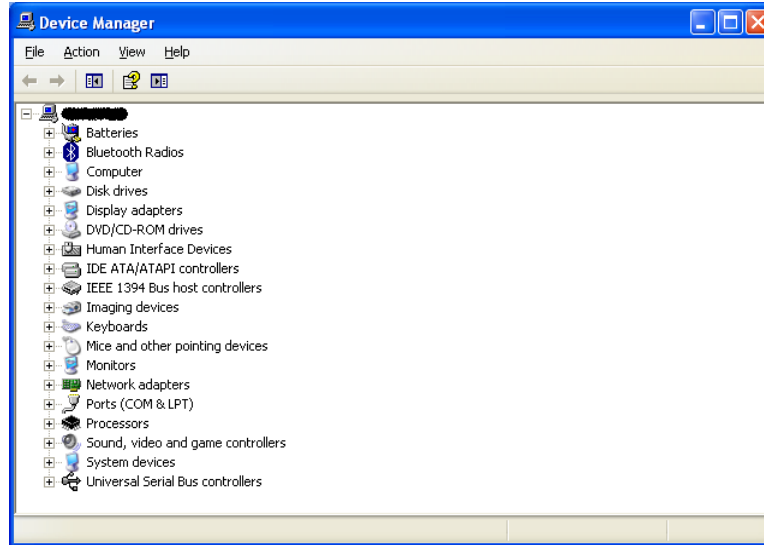 Device Manager
File Action View Help
Batteries
Bluetooth Radios
Computer
Disk drives
Display adapters
DVD/CD-ROM drives
Human Interface Devices
IDE ATA/ATAPI controllers
IEEE 1394 Bus host controllers
Imaging devices
Keyboards
Mice and other pointing devices
Monitors
Network adapters
Ports (COM & LPT)
Processors
Sound, video and game controllers
System devices
Universal Serial Bus controllers